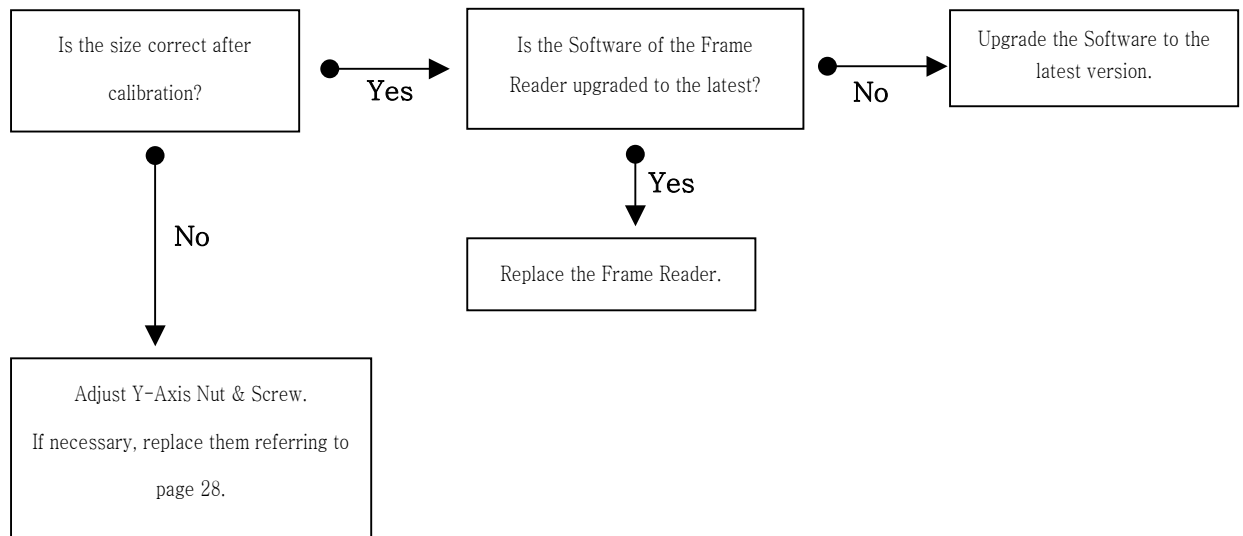 Is the size correct after
calibration?
Yes
Is the Software of the Frame
Reader upgraded to the latest?
No
Upgrade the Software to the
latest version.
Yes
Replace the Frame Reader.
No
Adjust Y-Axis Nut & Screw.
If necessary, replace them referring to
page 28.